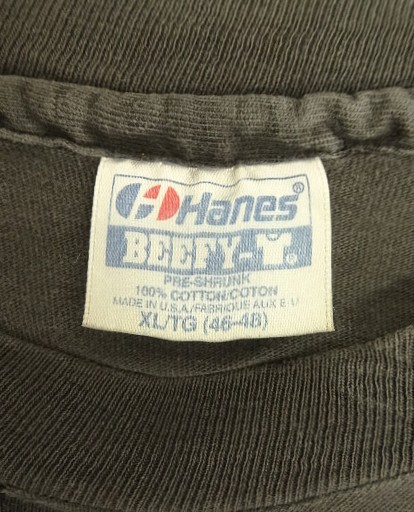 Hanes®
BEEFY-T®
PRE-SHRUNK
100% COTTON/COTON
MADE IN U.S.A./FABRIQUÉ AUX É.U.
XL/TG (46-48)